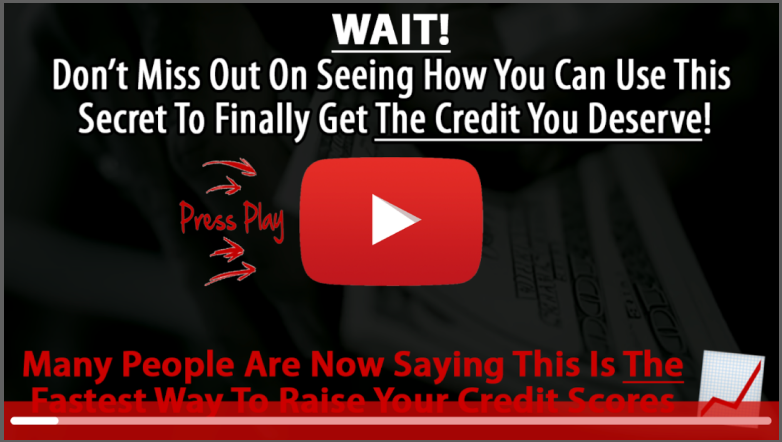 WAIT!
Don't Miss Out On Seeing How You Can Use This
Secret To Finally Get The Credit You Deserve!
Press Play
Many People Are Now Saying This Is The
Fastest Way To Raise Your Credit Scores